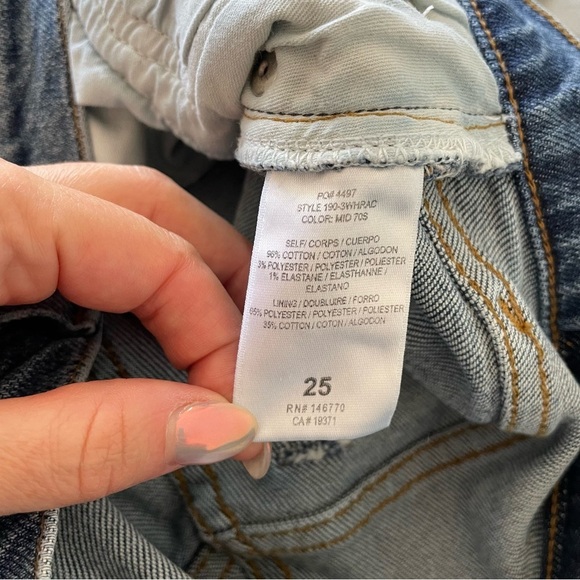 PO# 4497
STYLE 190-3WHRAC
COLOR: MID 70S
SELF / CORPS / CUERPO
96% COTTON / COTON / ALGODON
3% POLYESTER / POLYESTER / POLIESTER
1% ELASTANE / ELASTHANNE /
ELASTANO
LINING / DOUBLUIRE / FORRO
65% POLYESTER / POLYESTER / POLIESTER
35% COTTON / COTON / ALGODON
25
RN# 146770
CA# 19371